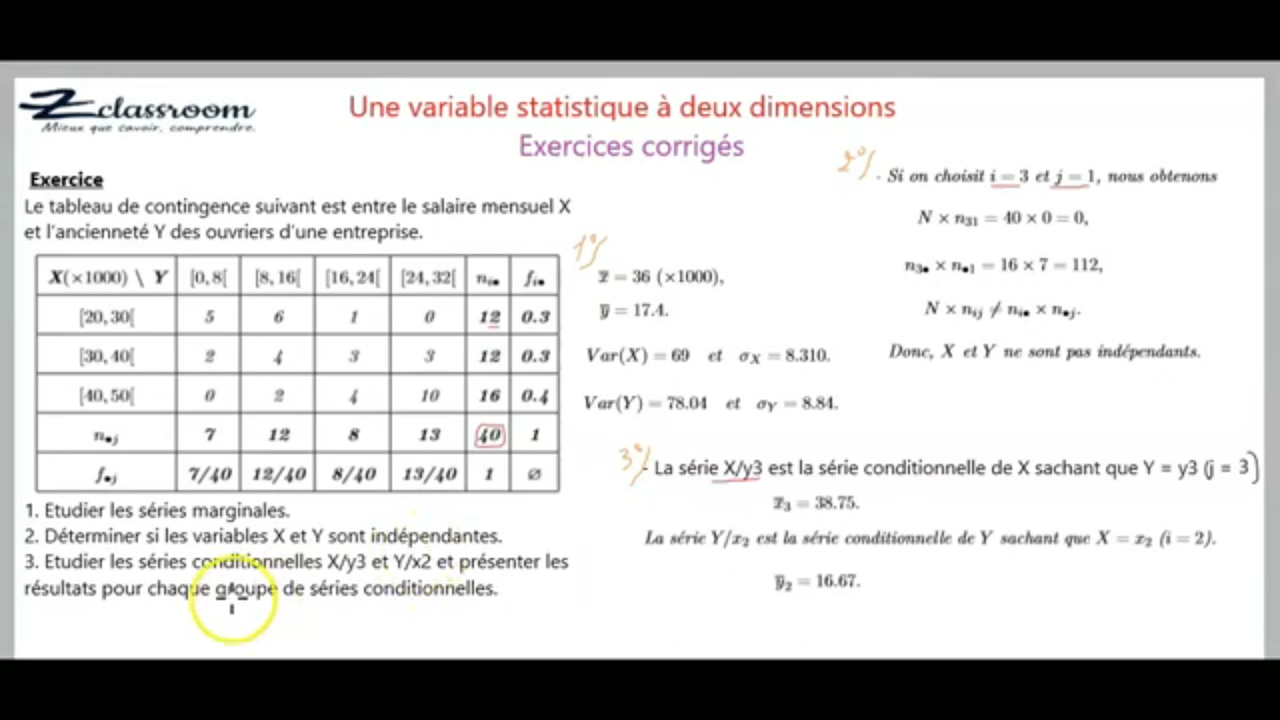 Z classroom
Mieux que savoir, comprendre.
Une variable statistique à deux dimensions
Exercices corrigés
Exercice
Le tableau de contingence suivant est entre le salaire mensuel X
et l'ancienneté Y des ouvriers d'une entreprise.
X(×1000) \ Y [0, 8[ [8, 16[ [16, 24[ [24, 32[ nᵢ• fᵢ•
[20, 30[ 5 6 1 0 12 0.3
[30, 40[ 2 4 3 3 12 0.3
[40, 50[ 0 2 4 10 16 0.4
n•ⱼ 7 12 8 13 40 1
f•ⱼ 7/40 12/40 8/40 13/40 1 ∅
1. Etudier les séries marginales.
2. Déterminer si les variables X et Y sont indépendantes.
3. Etudier les séries conditionnelles X/y3 et Y/x2 et présenter les
résultats pour chaque groupe de séries conditionnelles.
1°/
x̅ = 36 (×1000),
y̅ = 17.4.
Var(X) = 69 et σX = 8.310.
Var(Y) = 78.04 et σY = 8.84.
2°/
- Si on choisit i = 3 et j = 1, nous obtenons
N × n₃₁ = 40 × 0 = 0,
n₃• × n•₁ = 16 × 7 = 112,
N × nᵢⱼ ≠ nᵢ• × n•ⱼ.
Donc, X et Y ne sont pas indépendants.
3°/
- La série X/y3 est la série conditionnelle de X sachant que Y = y3 (j = 3)
x̅₃ = 38.75.
La série Y/x₂ est la série conditionnelle de Y sachant que X = x₂ (i = 2).
y̅₂ = 16.67.